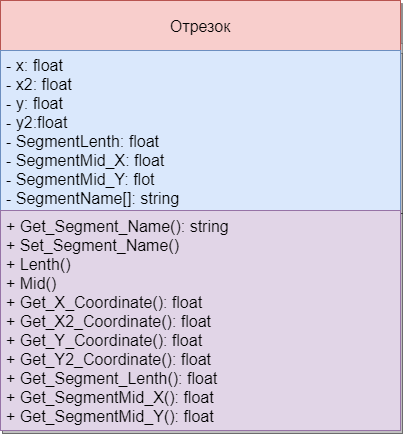 Отрезок
- x: float
- x2: float
- y: float
- y2:float
- SegmentLenth: float
- SegmentMid_X: float
- SegmentMid_Y: flot
- SegmentName[]: string
+ Get_Segment_Name(): string
+ Set_Segment_Name()
+ Lenth()
+ Mid()
+ Get_X_Coordinate(): float
+ Get_X2_Coordinate(): float
+ Get_Y_Coordinate(): float
+ Get_Y2_Coordinate(): float
+ Get_Segment_Lenth(): float
+ Get_SegmentMid_X(): float
+ Get_SegmentMid_Y(): float